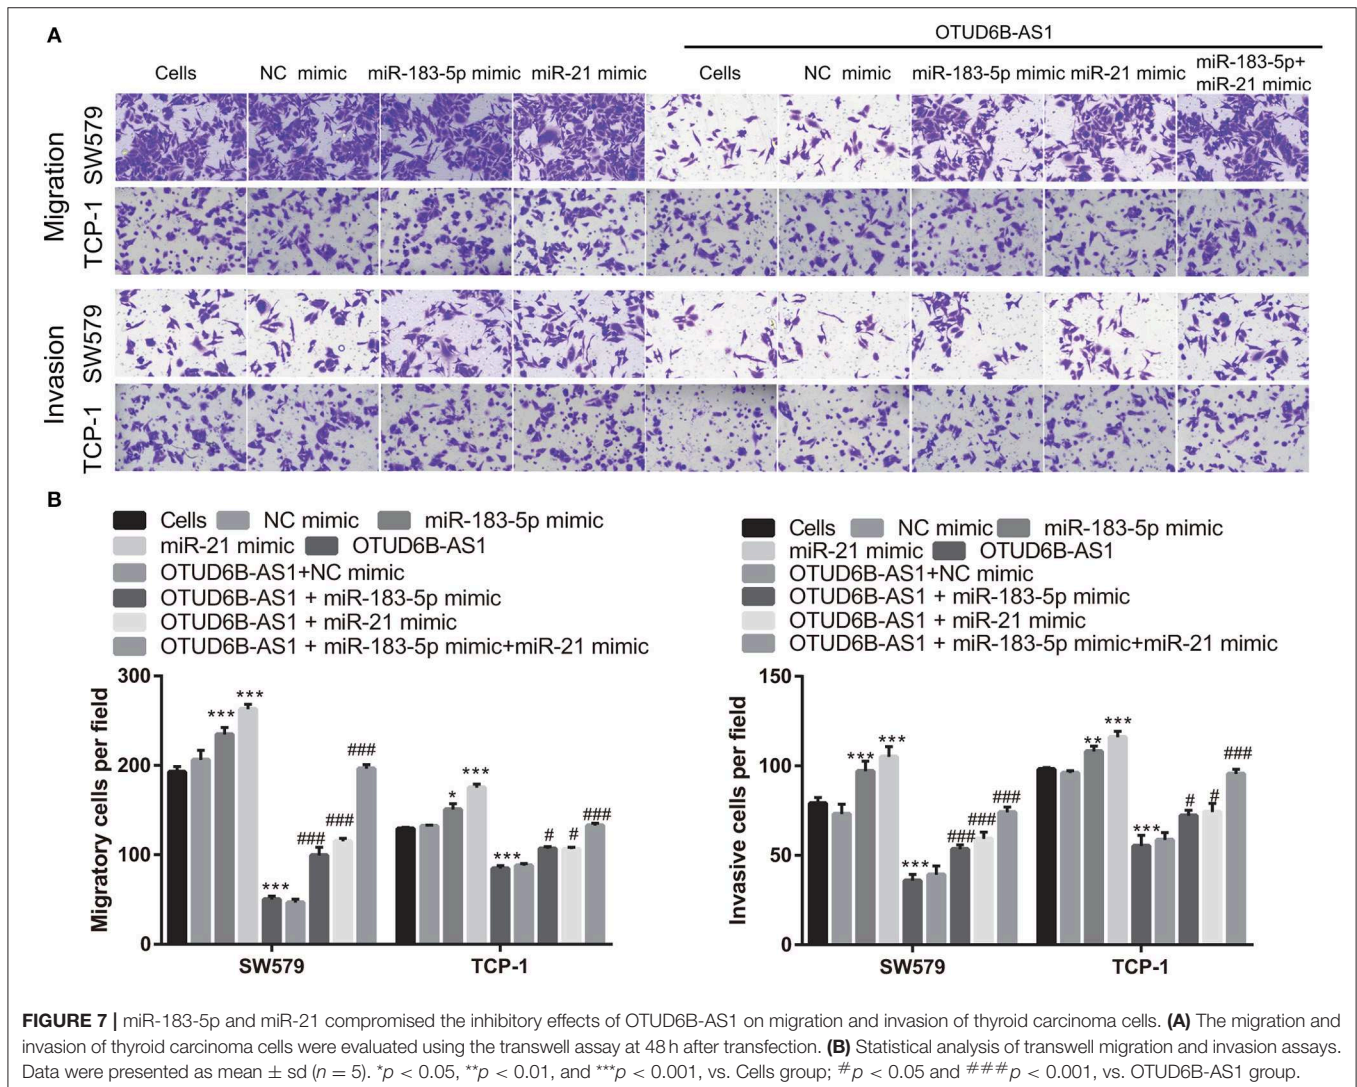 A
OTUD6B-AS1
Cells NC mimic miR-183-5p mimic miR-21 mimic Cells NC mimic miR-183-5p mimic miR-21 mimic miR-183-5p+
miR-21 mimic
Migration
SW579
TCP-1
Invasion
SW579
TCP-1
B
Cells NC mimic miR-183-5p mimic
miR-21 mimic OTUD6B-AS1
OTUD6B-AS1+NC mimic
OTUD6B-AS1 + miR-183-5p mimic
OTUD6B-AS1 + miR-21 mimic
OTUD6B-AS1 + miR-183-5p mimic+miR-21 mimic
Migratory cells per field
300
200
100
0
*** *** *** ### ### ### * *** *** # # ###
SW579 TCP-1
Cells NC mimic miR-183-5p mimic
miR-21 mimic OTUD6B-AS1
OTUD6B-AS1+NC mimic
OTUD6B-AS1 + miR-183-5p mimic
OTUD6B-AS1 + miR-21 mimic
OTUD6B-AS1 + miR-183-5p mimic+miR-21 mimic
Invasive cells per field
150
100
50
0
*** *** *** ### ### ### ** *** *** # # ###
SW579 TCP-1
FIGURE 7 | miR-183-5p and miR-21 compromised the inhibitory effects of OTUD6B-AS1 on migration and invasion of thyroid carcinoma cells. (A) The migration and
invasion of thyroid carcinoma cells were evaluated using the transwell assay at 48 h after transfection. (B) Statistical analysis of transwell migration and invasion assays.
Data were presented as mean ± sd (n = 5). *p < 0.05, **p < 0.01, and ***p < 0.001, vs. Cells group; #p < 0.05 and ###p < 0.001, vs. OTUD6B-AS1 group.